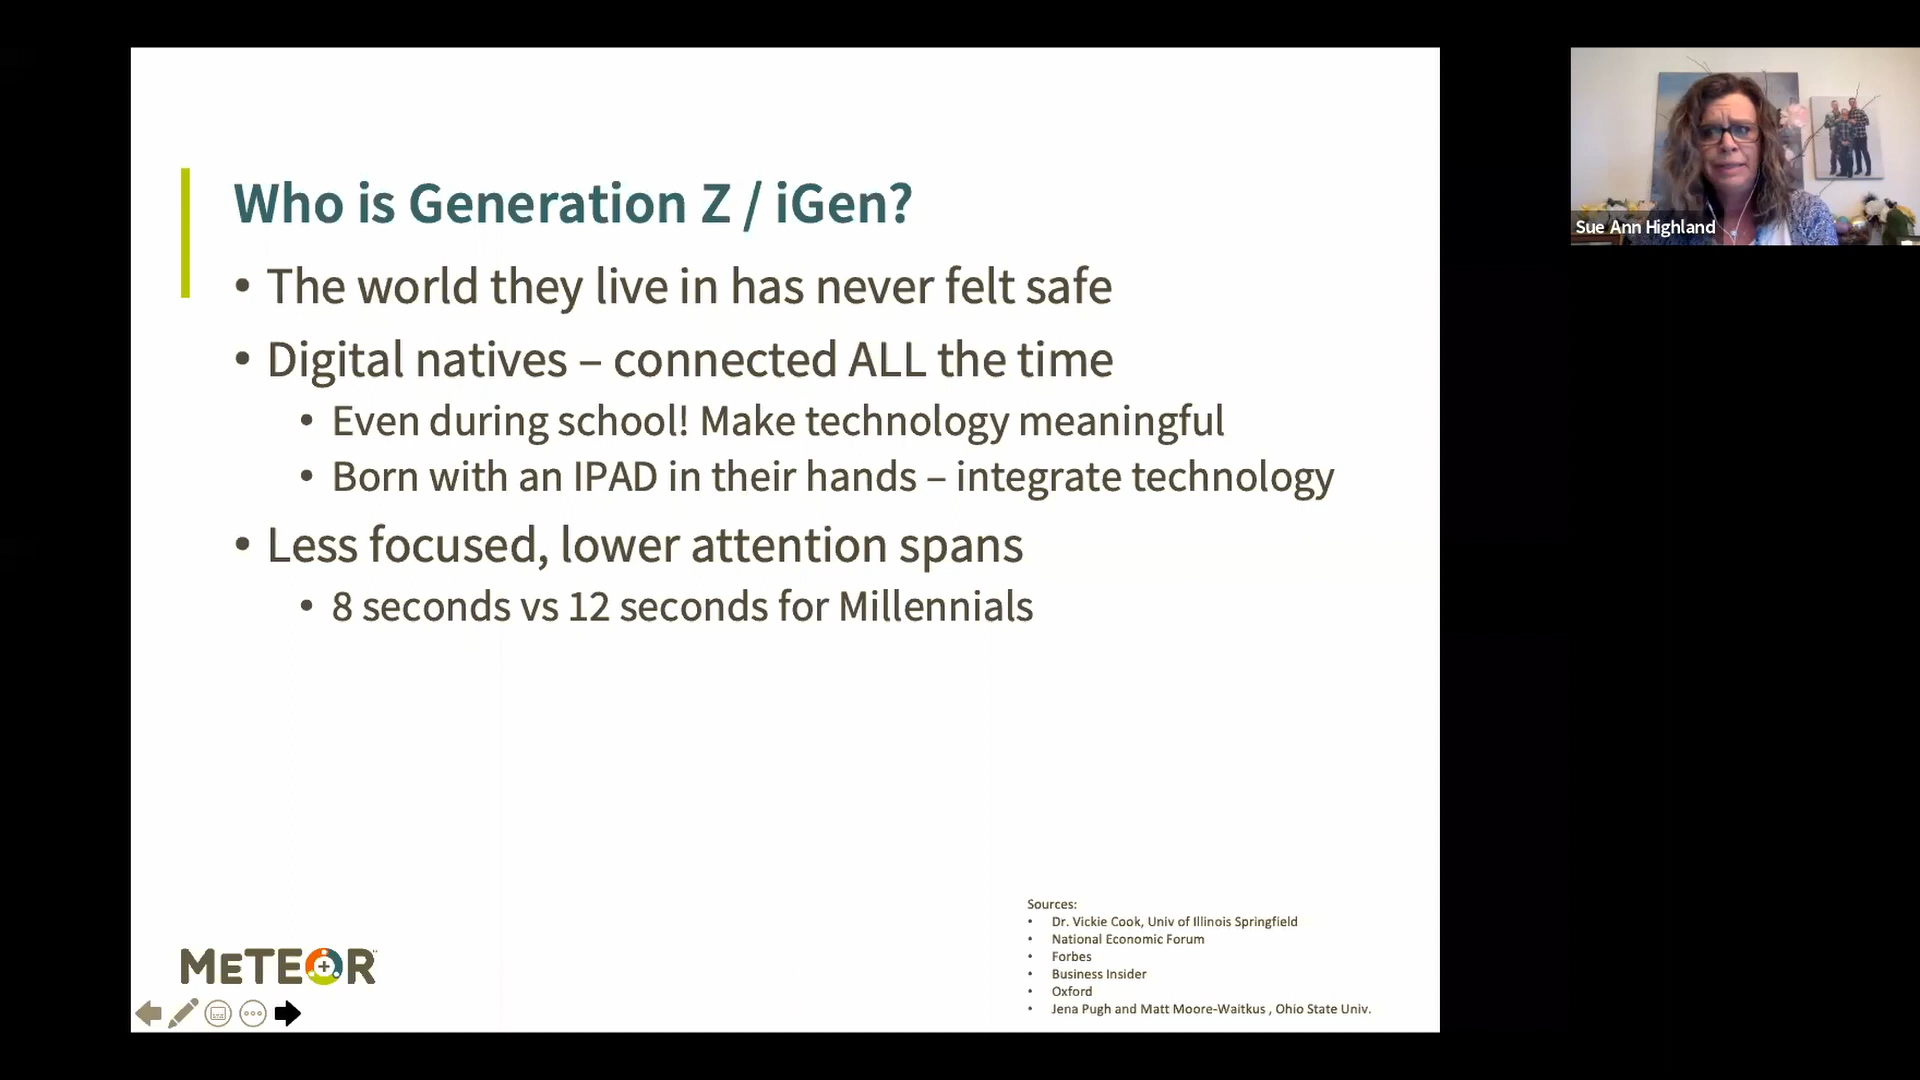 Who is Generation Z / iGen?
• The world they live in has never felt safe
• Digital natives – connected ALL the time
• Even during school! Make technology meaningful
• Born with an IPAD in their hands – integrate technology
• Less focused, lower attention spans
• 8 seconds vs 12 seconds for Millennials
Sources:
• Dr. Vickie Cook, Univ of Illinois Springfield
• National Economic Forum
• Forbes
• Business Insider
• Oxford
• Jena Pugh and Matt Moore-Waitkus , Ohio State Univ.
METEOR
Sue Ann Highland